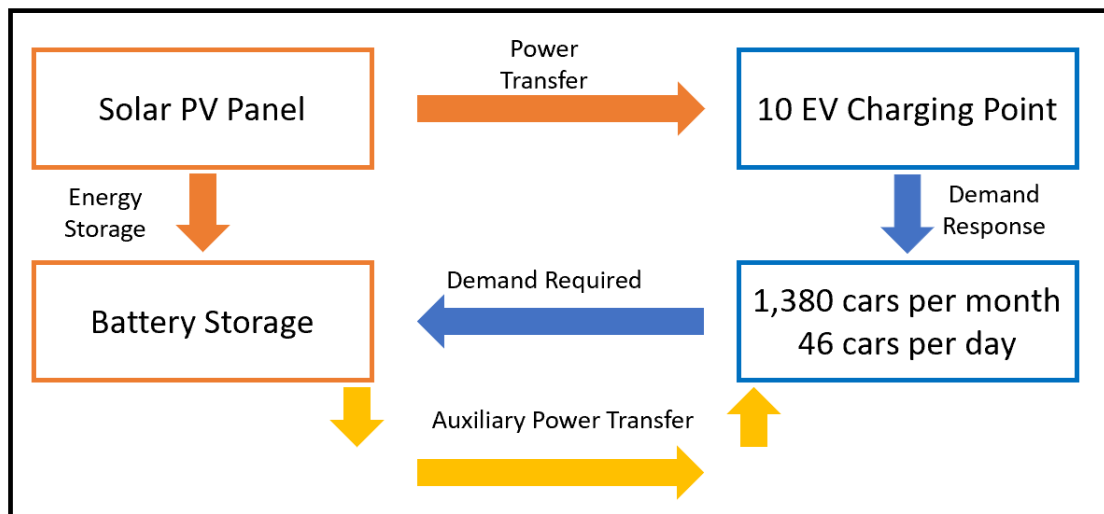 Power
Transfer
Solar PV Panel
10 EV Charging Point
Energy
Storage
Demand
Response
Demand Required
Battery Storage
1,380 cars per month
46 cars per day
Auxiliary Power Transfer